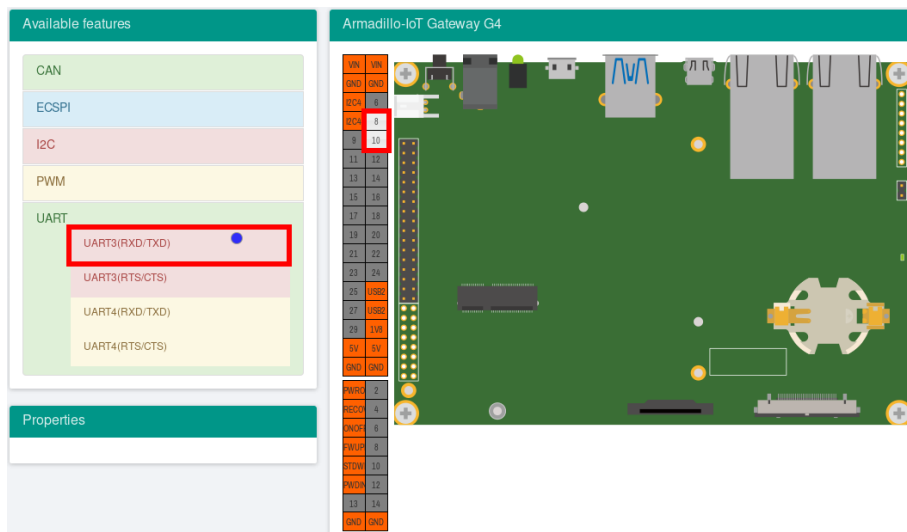 Available features
CAN
ECSPI
I2C
PWM
UART
UART3(RXD/TXD)
UART3(RTS/CTS)
UART4(RXD/TXD)
UART4(RTS/CTS)
Properties
Armadillo-IoT Gateway G4
VIN VIN
GND GND
I2C4 6
I2C4 8
9 10
11 12
13 14
15 16
17 18
19 20
21 22
23 24
25 USB2
27 USB2
29 1V8
5V 5V
GND GND
PWRO 2
RECO 4
ONOFF 6
FWUP 8
STDW 10
PWDIN 12
13 14
GND GND